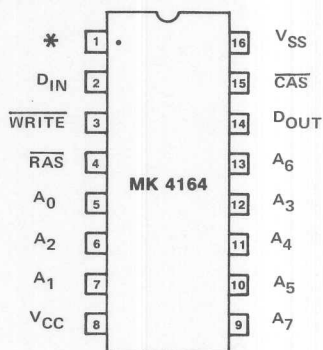 * 1 16 VSS
DIN 2 15 CAS
WRITE 3 14 DOUT
RAS 4 13 A6
MK 4164
A0 5 12 A3
A2 6 11 A4
A1 7 10 A5
VCC 8 9 A7